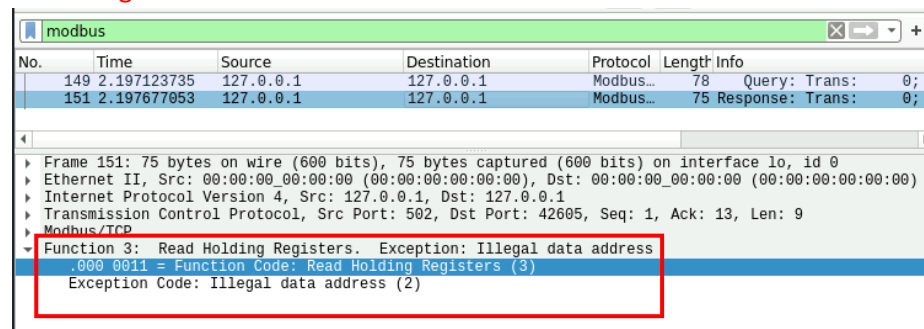 modbus
+
No. Time Source Destination Protocol Length Info
149 2.197123735 127.0.0.1 127.0.0.1 Modbus… 78 Query: Trans: 0;
151 2.197677053 127.0.0.1 127.0.0.1 Modbus… 75 Response: Trans: 0;
Frame 151: 75 bytes on wire (600 bits), 75 bytes captured (600 bits) on interface lo, id 0
Ethernet II, Src: 00:00:00_00:00:00 (00:00:00:00:00:00), Dst: 00:00:00_00:00:00 (00:00:00:00:00:00)
Internet Protocol Version 4, Src: 127.0.0.1, Dst: 127.0.0.1
Transmission Control Protocol, Src Port: 502, Dst Port: 42605, Seq: 1, Ack: 13, Len: 9
Modbus/TCP
Function 3: Read Holding Registers. Exception: Illegal data address
.000 0011 = Function Code: Read Holding Registers (3)
Exception Code: Illegal data address (2)